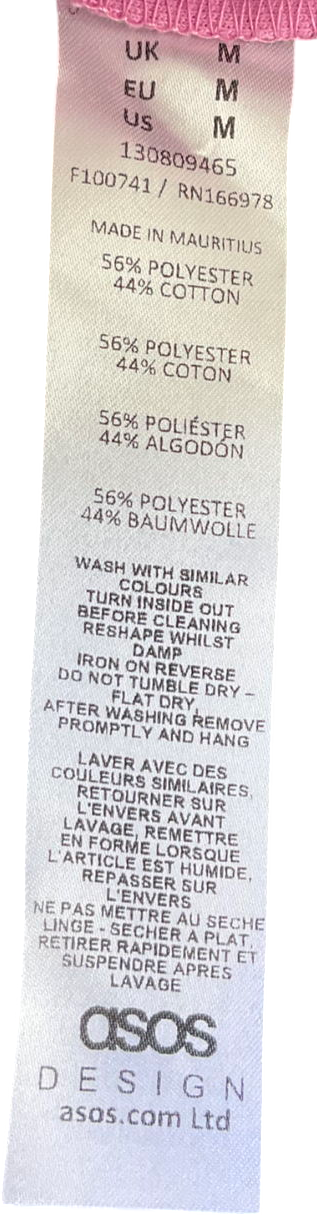 UK M
EU M
US M
130809465
F100741 / RN166978
MADE IN MAURITIUS
56% POLYESTER
44% COTTON
56% POLYESTER
44% COTON
56% POLIÉSTER
44% ALGODÓN
56% POLYESTER
44% BAUMWOLLE
WASH WITH SIMILAR
COLOURS
TURN INSIDE OUT
BEFORE CLEANING
RESHAPE WHILST
DAMP
IRON ON REVERSE
DO NOT TUMBLE DRY –
FLAT DRY,
AFTER WASHING REMOVE
PROMPTLY AND HANG
LAVER AVEC DES
COULEURS SIMILAIRES,
RETOURNER SUR
L'ENVERS AVANT
LAVAGE, REMETTRE
EN FORME LORSQUE
L'ARTICLE EST HUMIDE,
REPASSER SUR
L'ENVERS
NE PAS METTRE AU SECHE
LINGE - SECHER A PLAT,
RETIRER RAPIDEMENT ET
SUSPENDRE APRES
LAVAGE
asos
DESIGN
asos.com Ltd